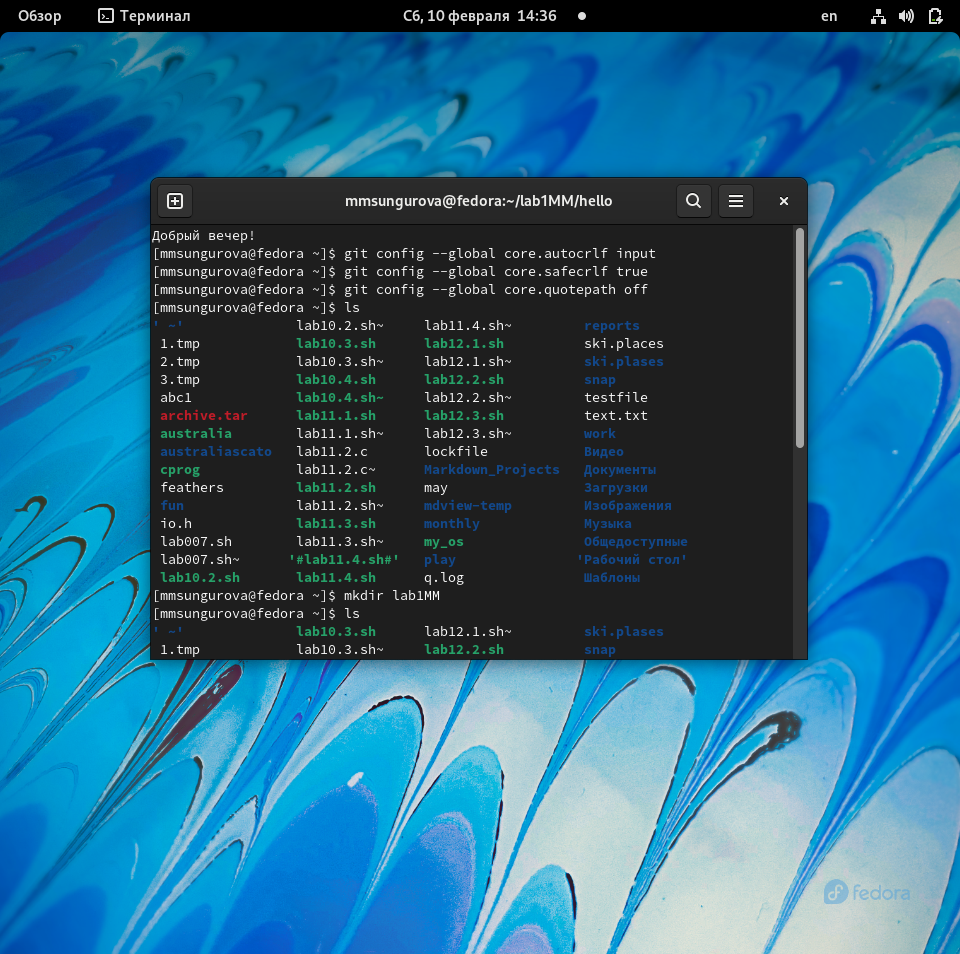 Обзор Терминал Сб, 10 февраля 14:36 en
mmsungurova@fedora:~/lab1MM/hello
Добрый вечер!
[mmsungurova@fedora ~]$ git config --global core.autocrlf input
[mmsungurova@fedora ~]$ git config --global core.safecrlf true
[mmsungurova@fedora ~]$ git config --global core.quotepath off
[mmsungurova@fedora ~]$ ls
' ~' lab10.2.sh~ lab11.4.sh~ reports
1.tmp lab10.3.sh lab12.1.sh ski.places
2.tmp lab10.3.sh~ lab12.1.sh~ ski.plases
3.tmp lab10.4.sh lab12.2.sh snap
abc1 lab10.4.sh~ lab12.2.sh~ testfile
archive.tar lab11.1.sh lab12.3.sh text.txt
australia lab11.1.sh~ lab12.3.sh~ work
australiascato lab11.2.c lockfile Видео
cprog lab11.2.c~ Markdown_Projects Документы
feathers lab11.2.sh may Загрузки
fun lab11.2.sh~ mdview-temp Изображения
io.h lab11.3.sh monthly Музыка
lab007.sh lab11.3.sh~ my_os Общедоступные
lab007.sh~ '#lab11.4.sh#' play 'Рабочий стол'
lab10.2.sh lab11.4.sh q.log Шаблоны
[mmsungurova@fedora ~]$ mkdir lab1MM
[mmsungurova@fedora ~]$ ls
' ~' lab10.3.sh lab12.1.sh~ ski.plases
1.tmp lab10.3.sh~ lab12.2.sh snap
fedora